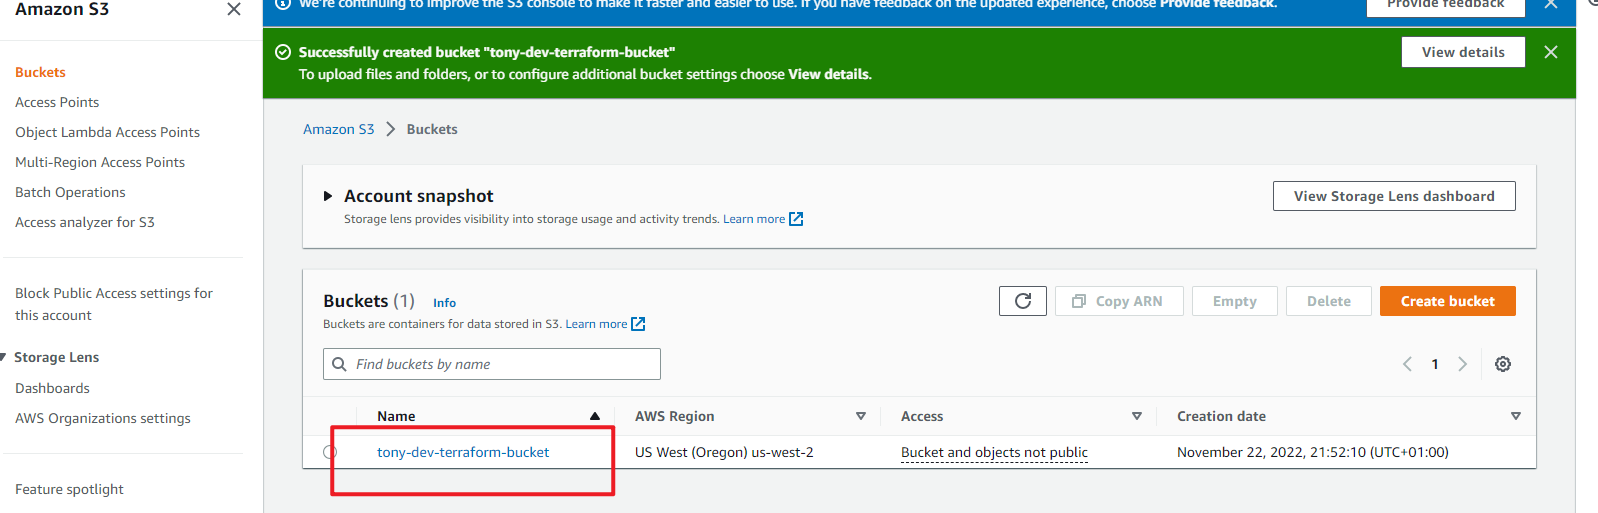 Amazon S3
Buckets
Access Points
Object Lambda Access Points
Multi-Region Access Points
Batch Operations
Access analyzer for S3
Block Public Access settings for
this account
Storage Lens
Dashboards
AWS Organizations settings
Feature spotlight
We're continuing to improve the S3 console to make it faster and easier to use. If you have feedback on the updated experience, choose Provide feedback.
Provide feedback
Successfully created bucket "tony-dev-terraform-bucket"
To upload files and folders, or to configure additional bucket settings choose View details.
View details
Amazon S3 > Buckets
Account snapshot
Storage lens provides visibility into storage usage and activity trends. Learn more
View Storage Lens dashboard
Buckets (1) Info
Buckets are containers for data stored in S3. Learn more
Copy ARN
Empty
Delete
Create bucket
Find buckets by name
1
Name AWS Region Access Creation date
tony-dev-terraform-bucket US West (Oregon) us-west-2 Bucket and objects not public November 22, 2022, 21:52:10 (UTC+01:00)